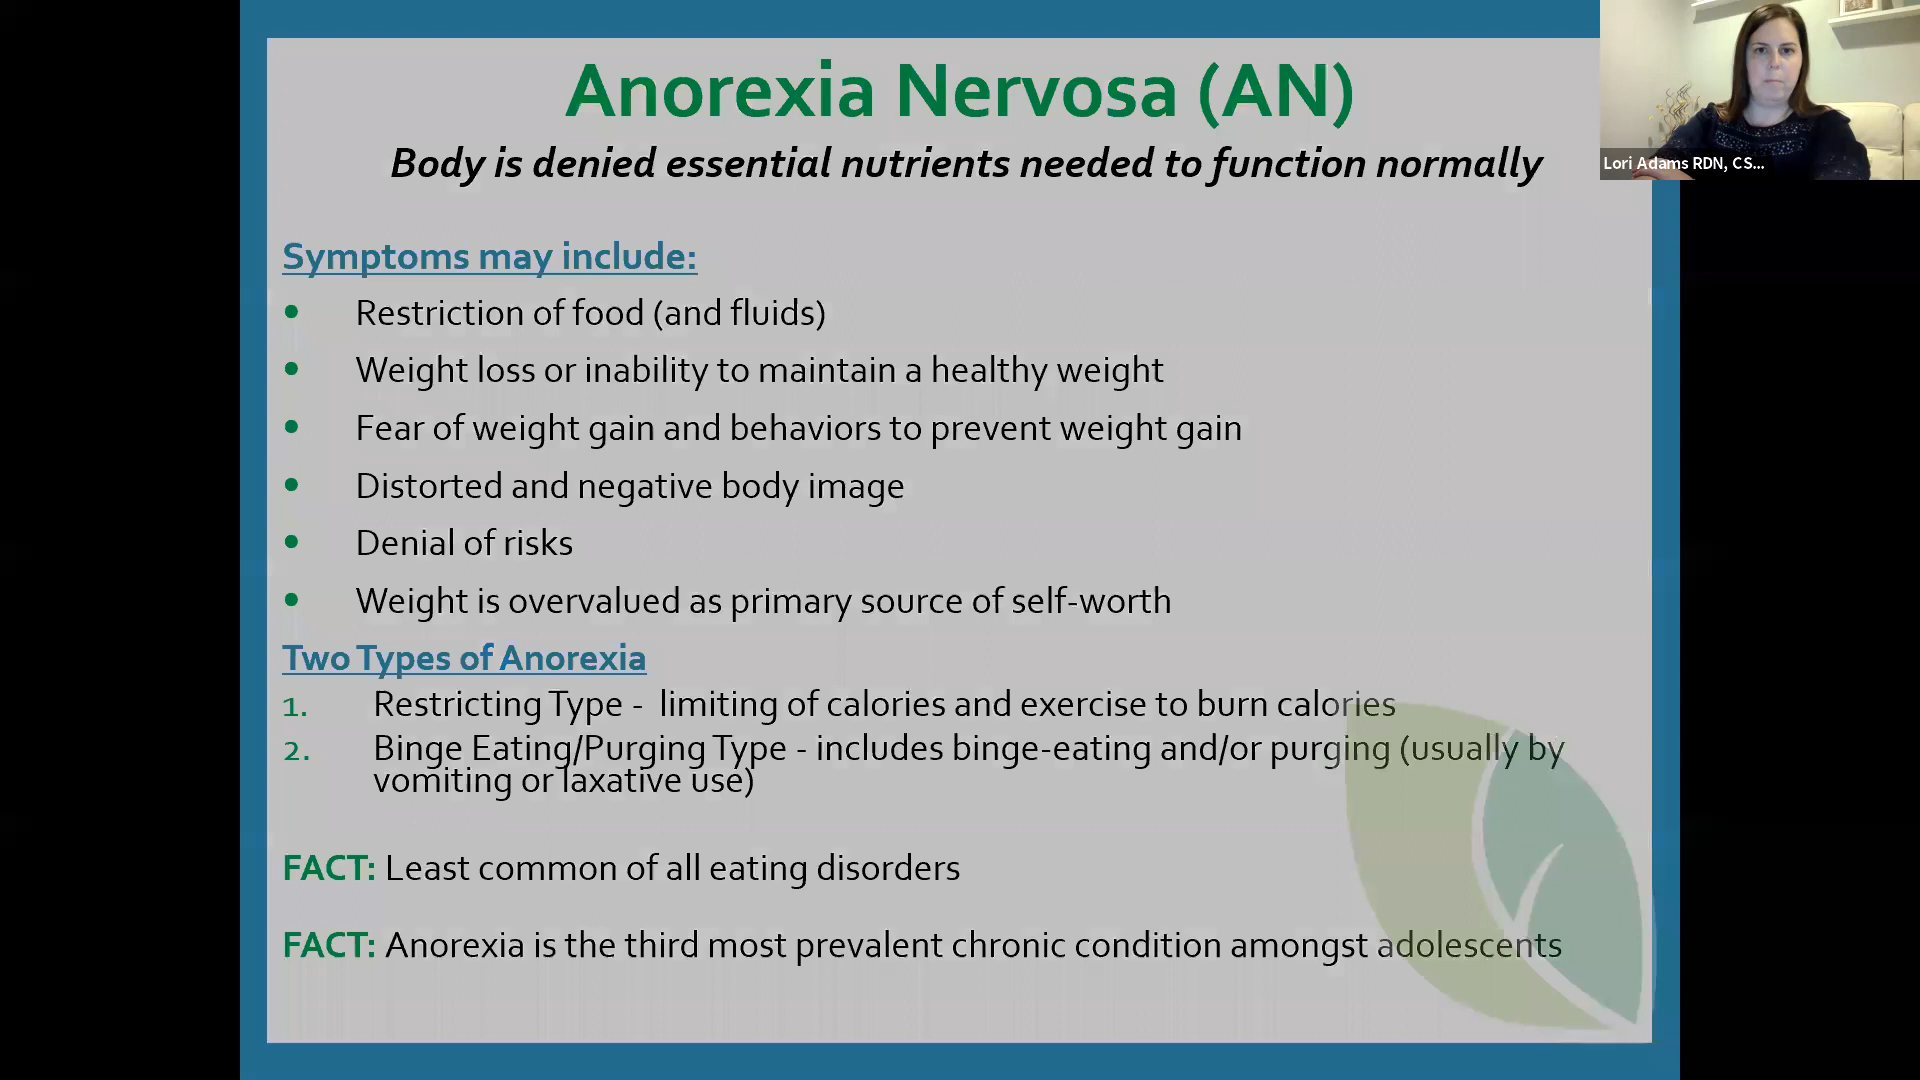 Anorexia Nervosa (AN)
Body is denied essential nutrients needed to function normally
Lori Adams RDN, CS...
Symptoms may include:
• Restriction of food (and fluids)
• Weight loss or inability to maintain a healthy weight
• Fear of weight gain and behaviors to prevent weight gain
• Distorted and negative body image
• Denial of risks
• Weight is overvalued as primary source of self-worth
Two Types of Anorexia
1. Restricting Type - limiting of calories and exercise to burn calories
2. Binge Eating/Purging Type - includes binge-eating and/or purging (usually by
vomiting or laxative use)
FACT: Least common of all eating disorders
FACT: Anorexia is the third most prevalent chronic condition amongst adolescents